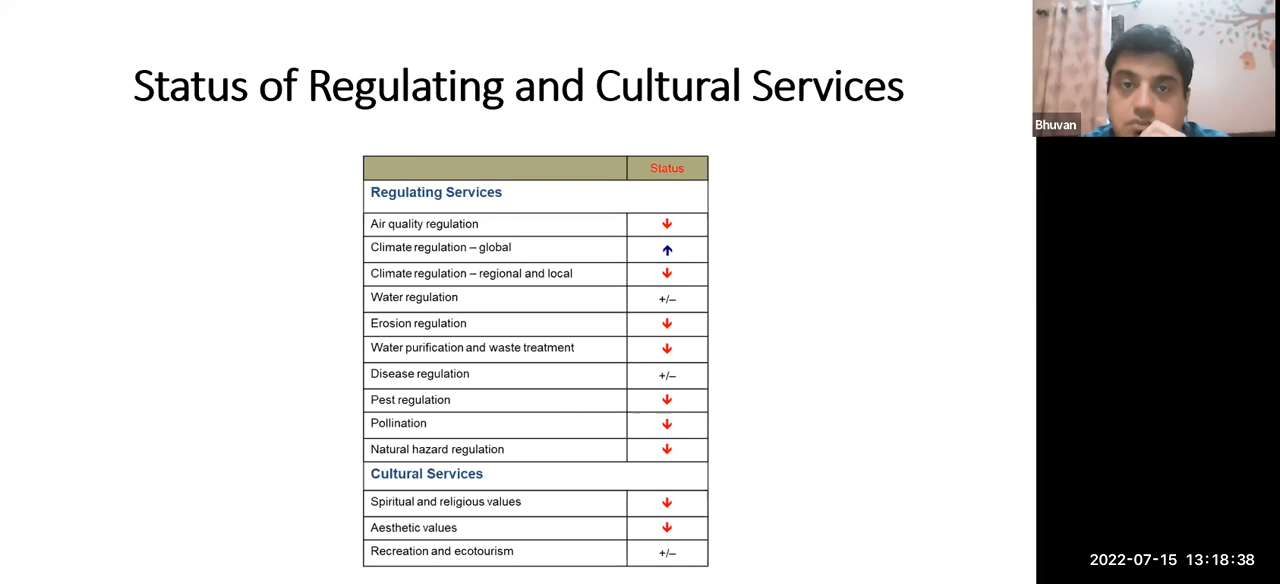 Status of Regulating and Cultural Services
Bhuvan
Status
Regulating Services
Air quality regulation
Climate regulation – global
Climate regulation – regional and local
Water regulation +/–
Erosion regulation
Water purification and waste treatment
Disease regulation +/–
Pest regulation
Pollination
Natural hazard regulation
Cultural Services
Spiritual and religious values
Aesthetic values
Recreation and ecotourism +/–
2022-07-15 13:18:38